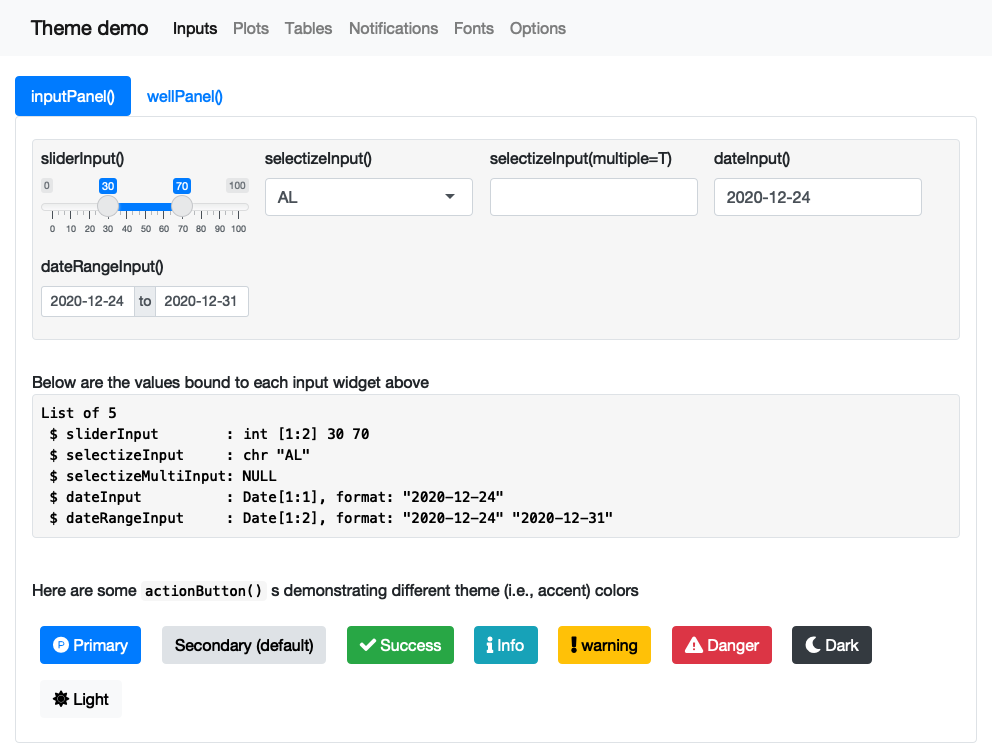 Theme demo Inputs Plots Tables Notifications Fonts Options
inputPanel() wellPanel()
sliderInput() selectizeInput() selectizeInput(multiple=T) dateInput()
0 30 70 100
AL 2020-12-24
0 10 20 30 40 50 60 70 80 90 100
dateRangeInput()
2020-12-24 to 2020-12-31
Below are the values bound to each input widget above
List of 5
 $ sliderInput        : int [1:2] 30 70
 $ selectizeInput     : chr "AL"
 $ selectizeMultiInput: NULL
 $ dateInput          : Date[1:1], format: "2020-12-24"
 $ dateRangeInput     : Date[1:2], format: "2020-12-24" "2020-12-31"
Here are some actionButton() s demonstrating different theme (i.e., accent) colors
P Primary Secondary (default) Success Info warning Danger Dark
Light